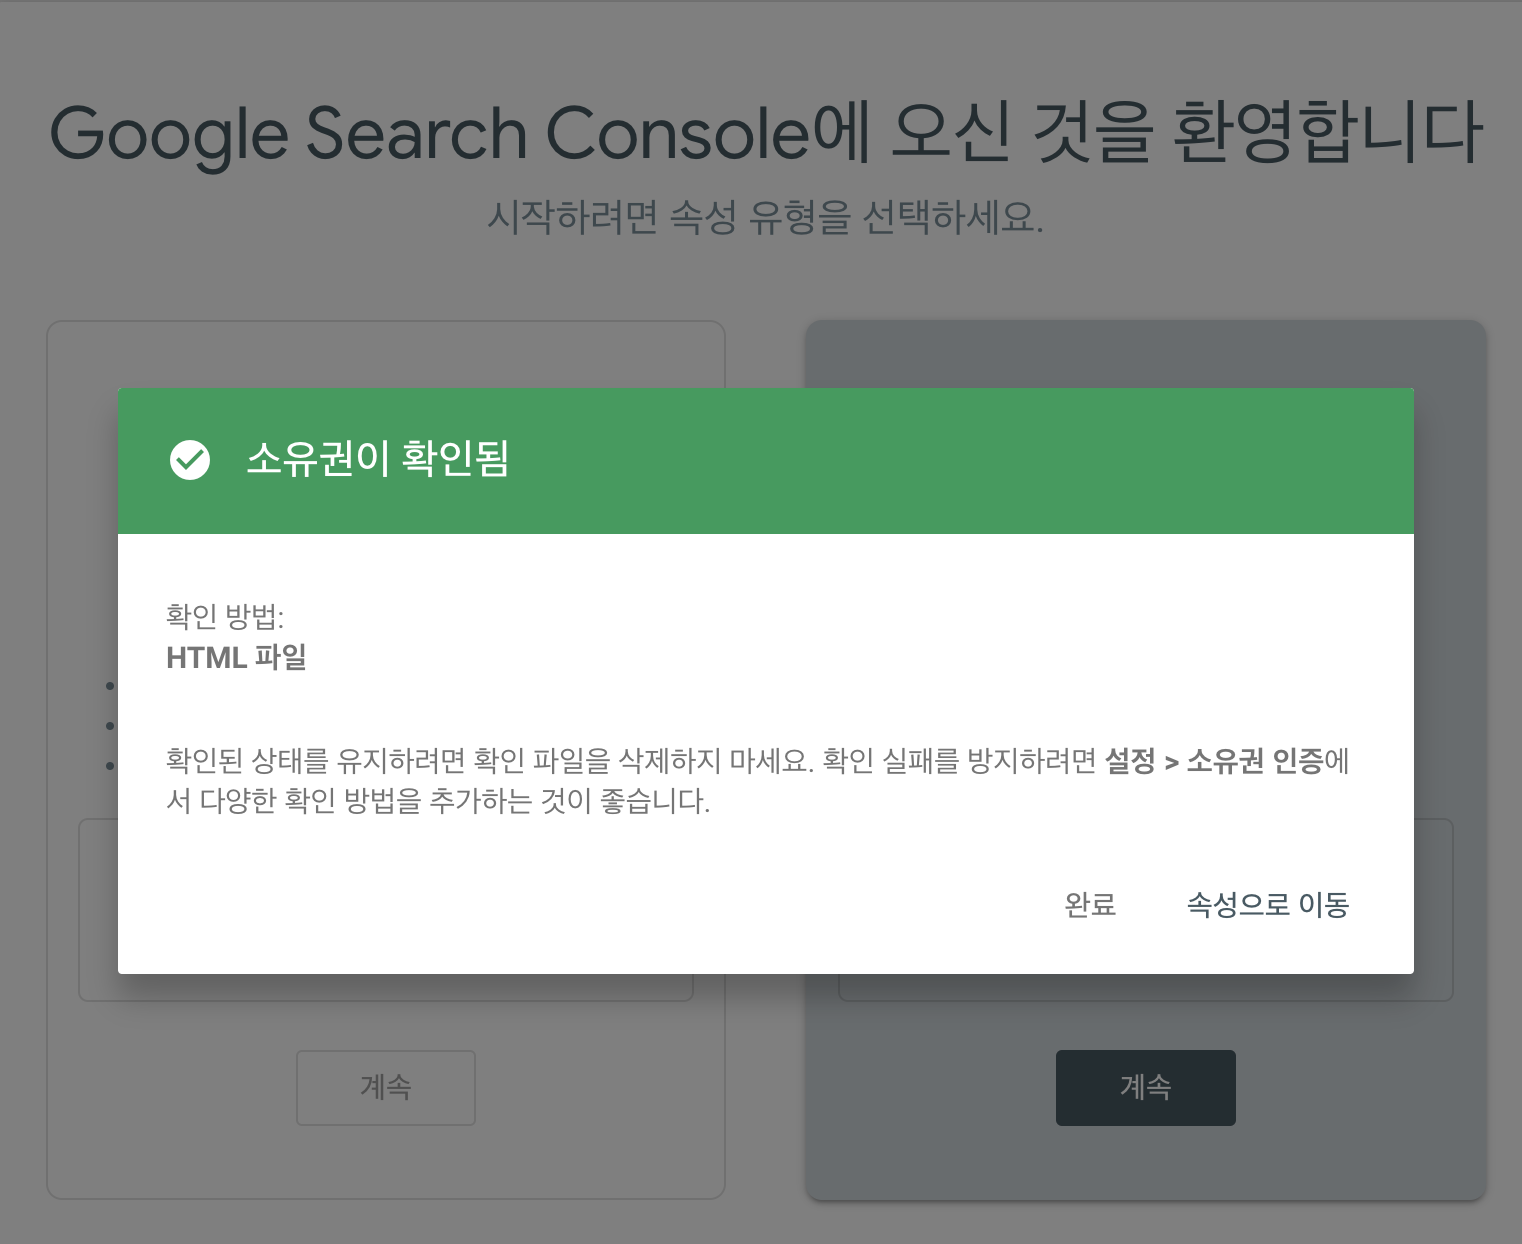 Google Search Console에 오신 것을 환영합니다
시작하려면 속성 유형을 선택하세요.
소유권이 확인됨
확인 방법:
HTML 파일
확인된 상태를 유지하려면 확인 파일을 삭제하지 마세요. 확인 실패를 방지하려면 설정 > 소유권 인증에
서 다양한 확인 방법을 추가하는 것이 좋습니다.
완료 속성으로 이동
계속 계속